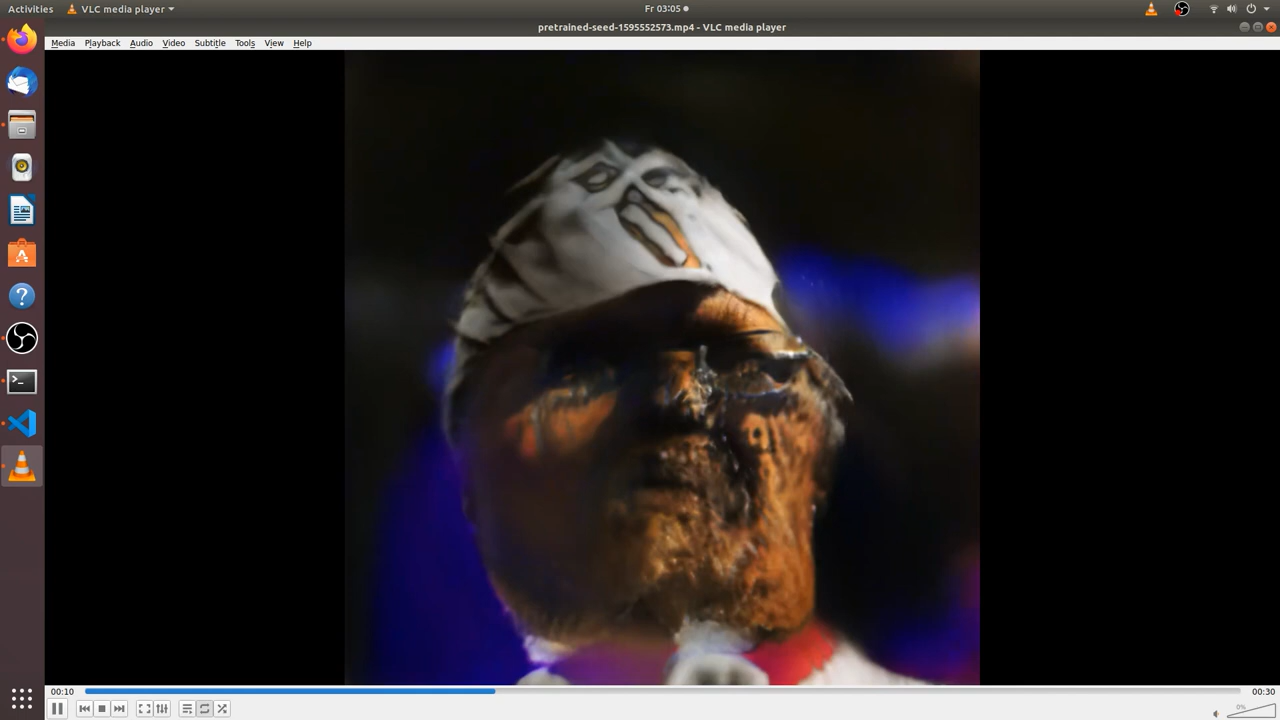 Activities VLC media player Fr 03:05
pretrained-seed-1595552573.mp4 - VLC media player
Media Playback Audio Video Subtitle Tools View Help
00:10 00:30
0%